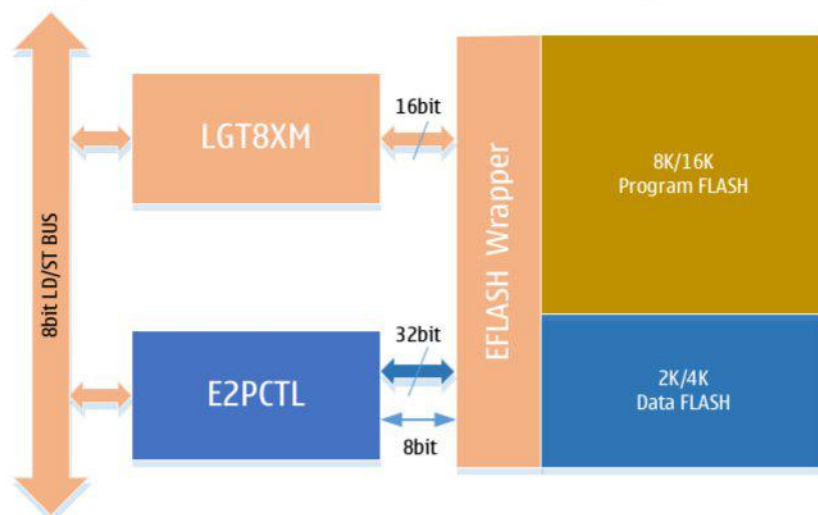 8bit LD/ST BUS
LGT8XM
16bit
EFLASH Wrapper
8K/16K
Program FLASH
E2PCTL
32bit
8bit
2K/4K
Data FLASH